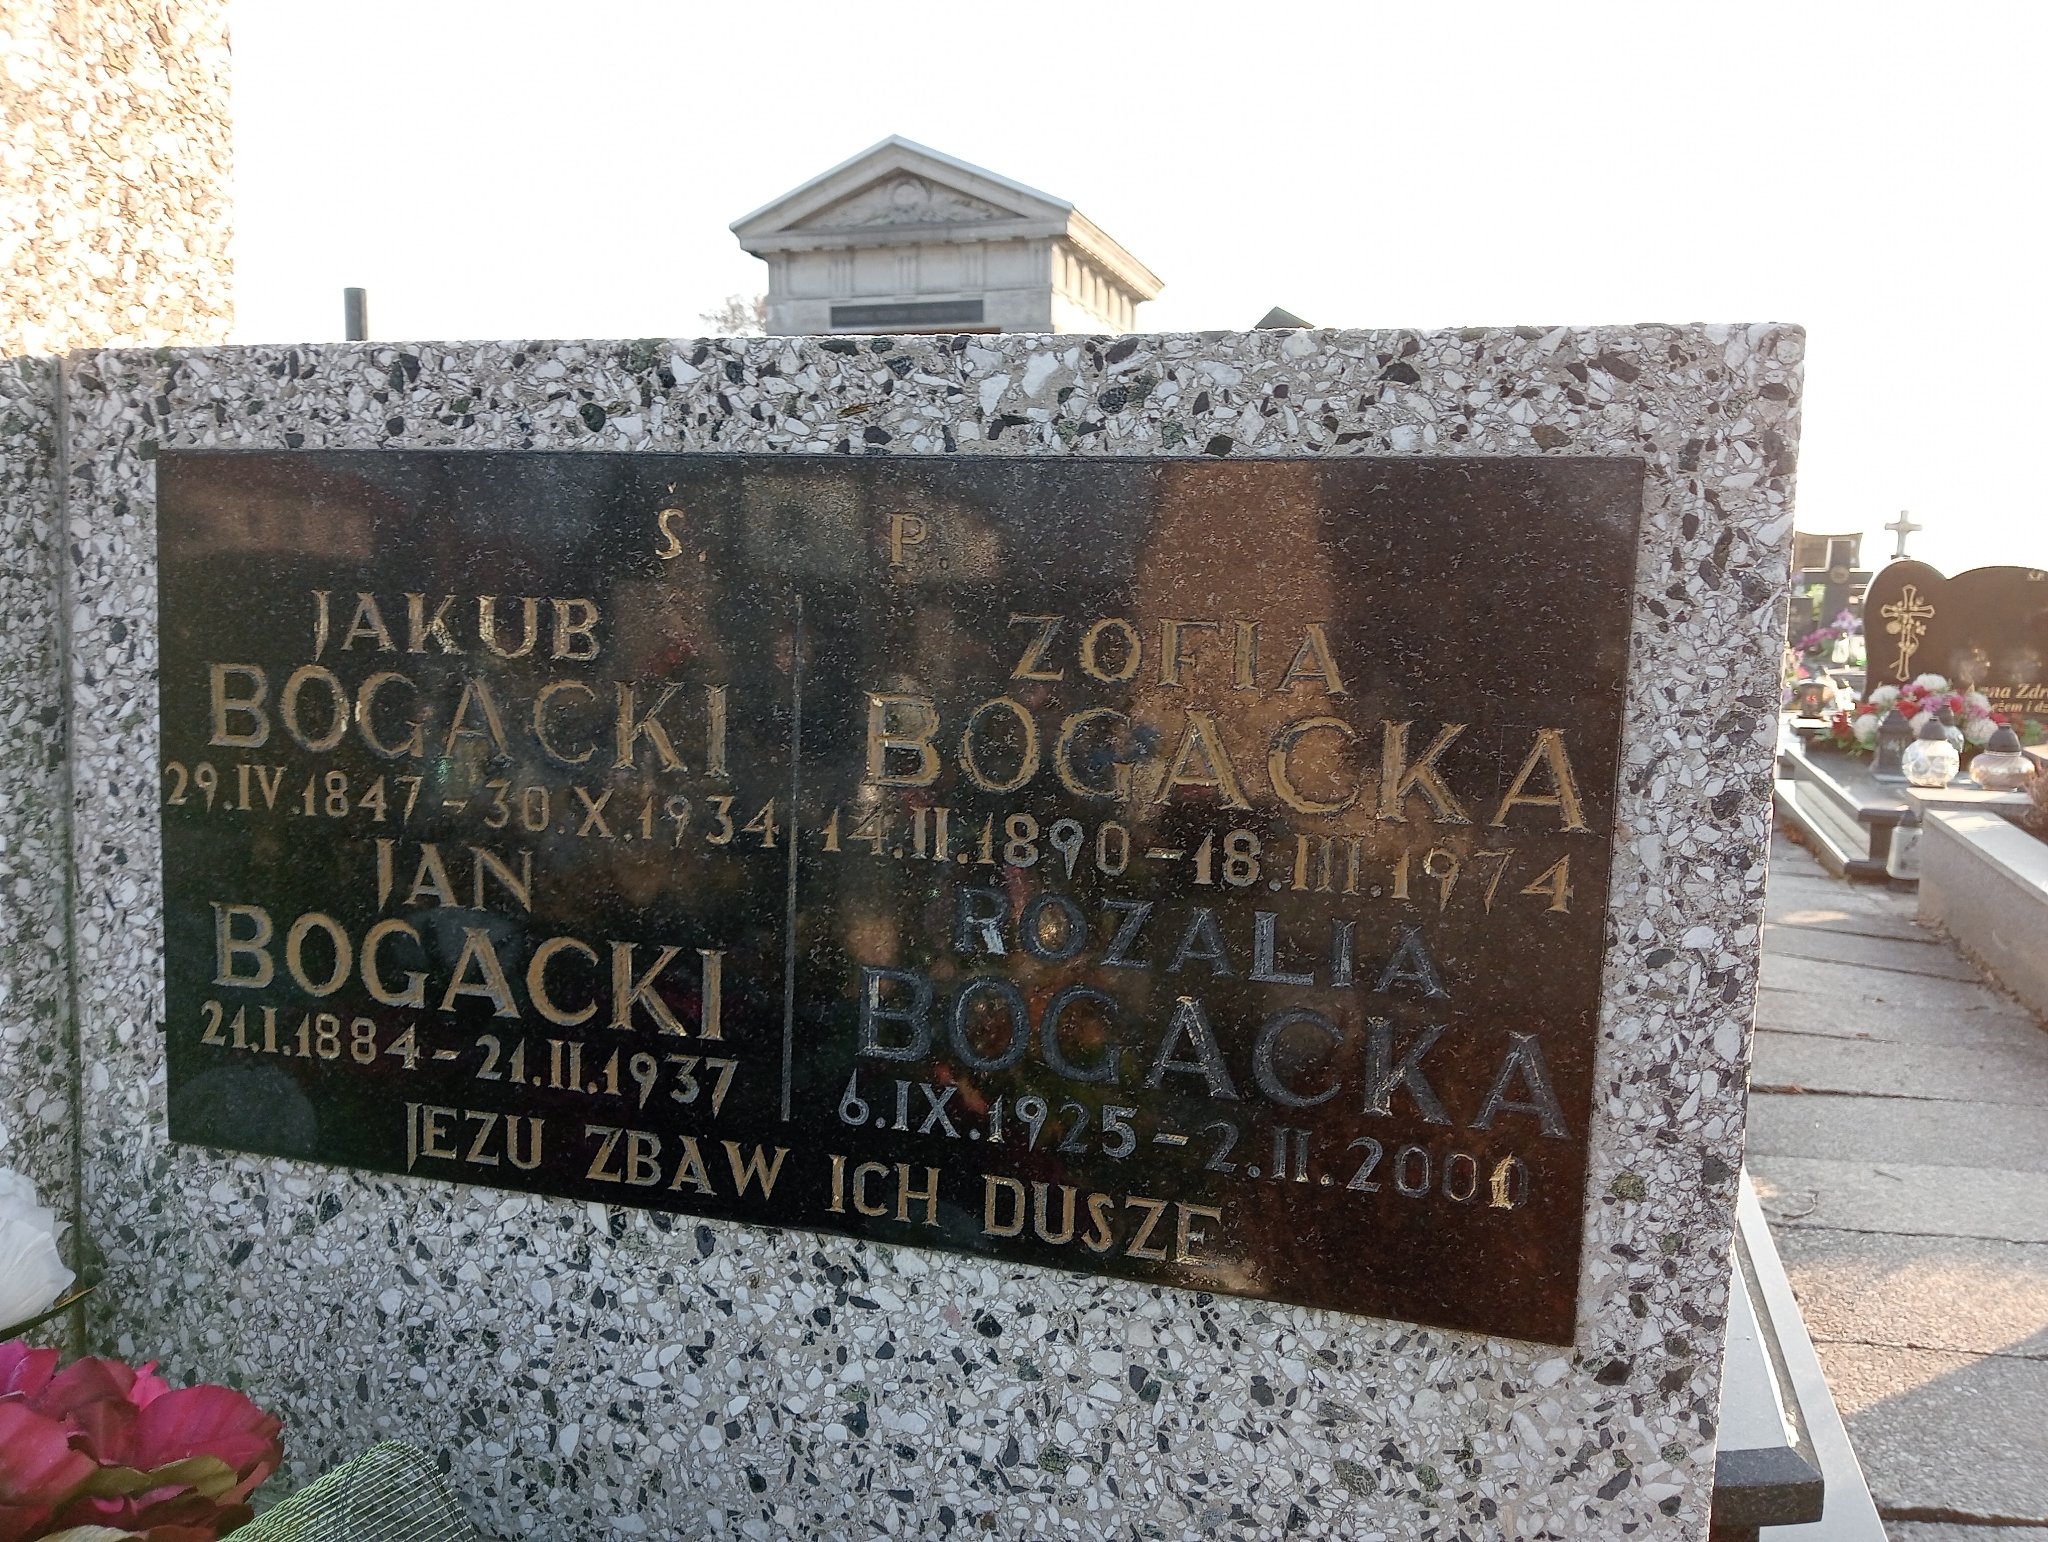 Ś. P.
JAKUB
BOGACKI
29.IV.1847 - 30.X.1934
JAN
BOGACKI
21.I.1884 - 21.II.1937
ZOFIA
BOGACKA
14.II.1890 - 18.III.1974
ROZALIA
BOGACKA
6.IX.1925 - 2.II.2001
JEZU ZBAW ICH DUSZE